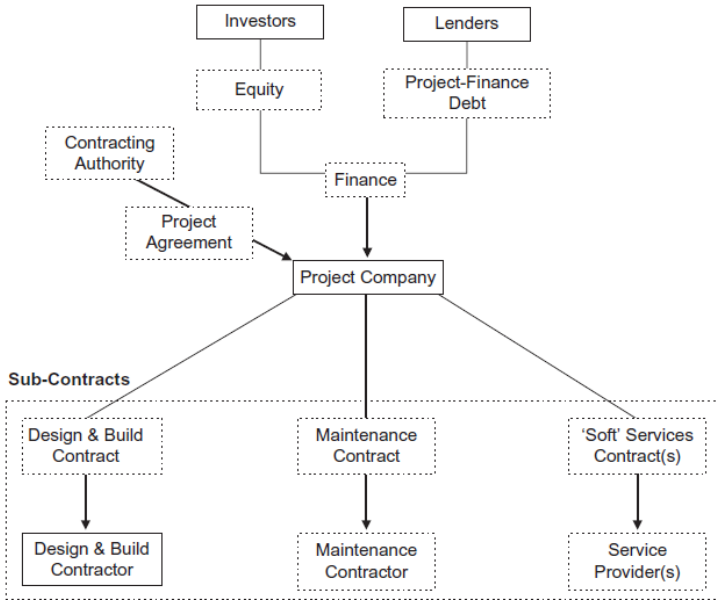 Investors
Lenders
Equity
Project-Finance
Debt
Contracting
Authority
Finance
Project
Agreement
Project Company
Sub-Contracts
Design & Build
Contract
Maintenance
Contract
‘Soft’ Services
Contract(s)
Design & Build
Contractor
Maintenance
Contractor
Service
Provider(s)